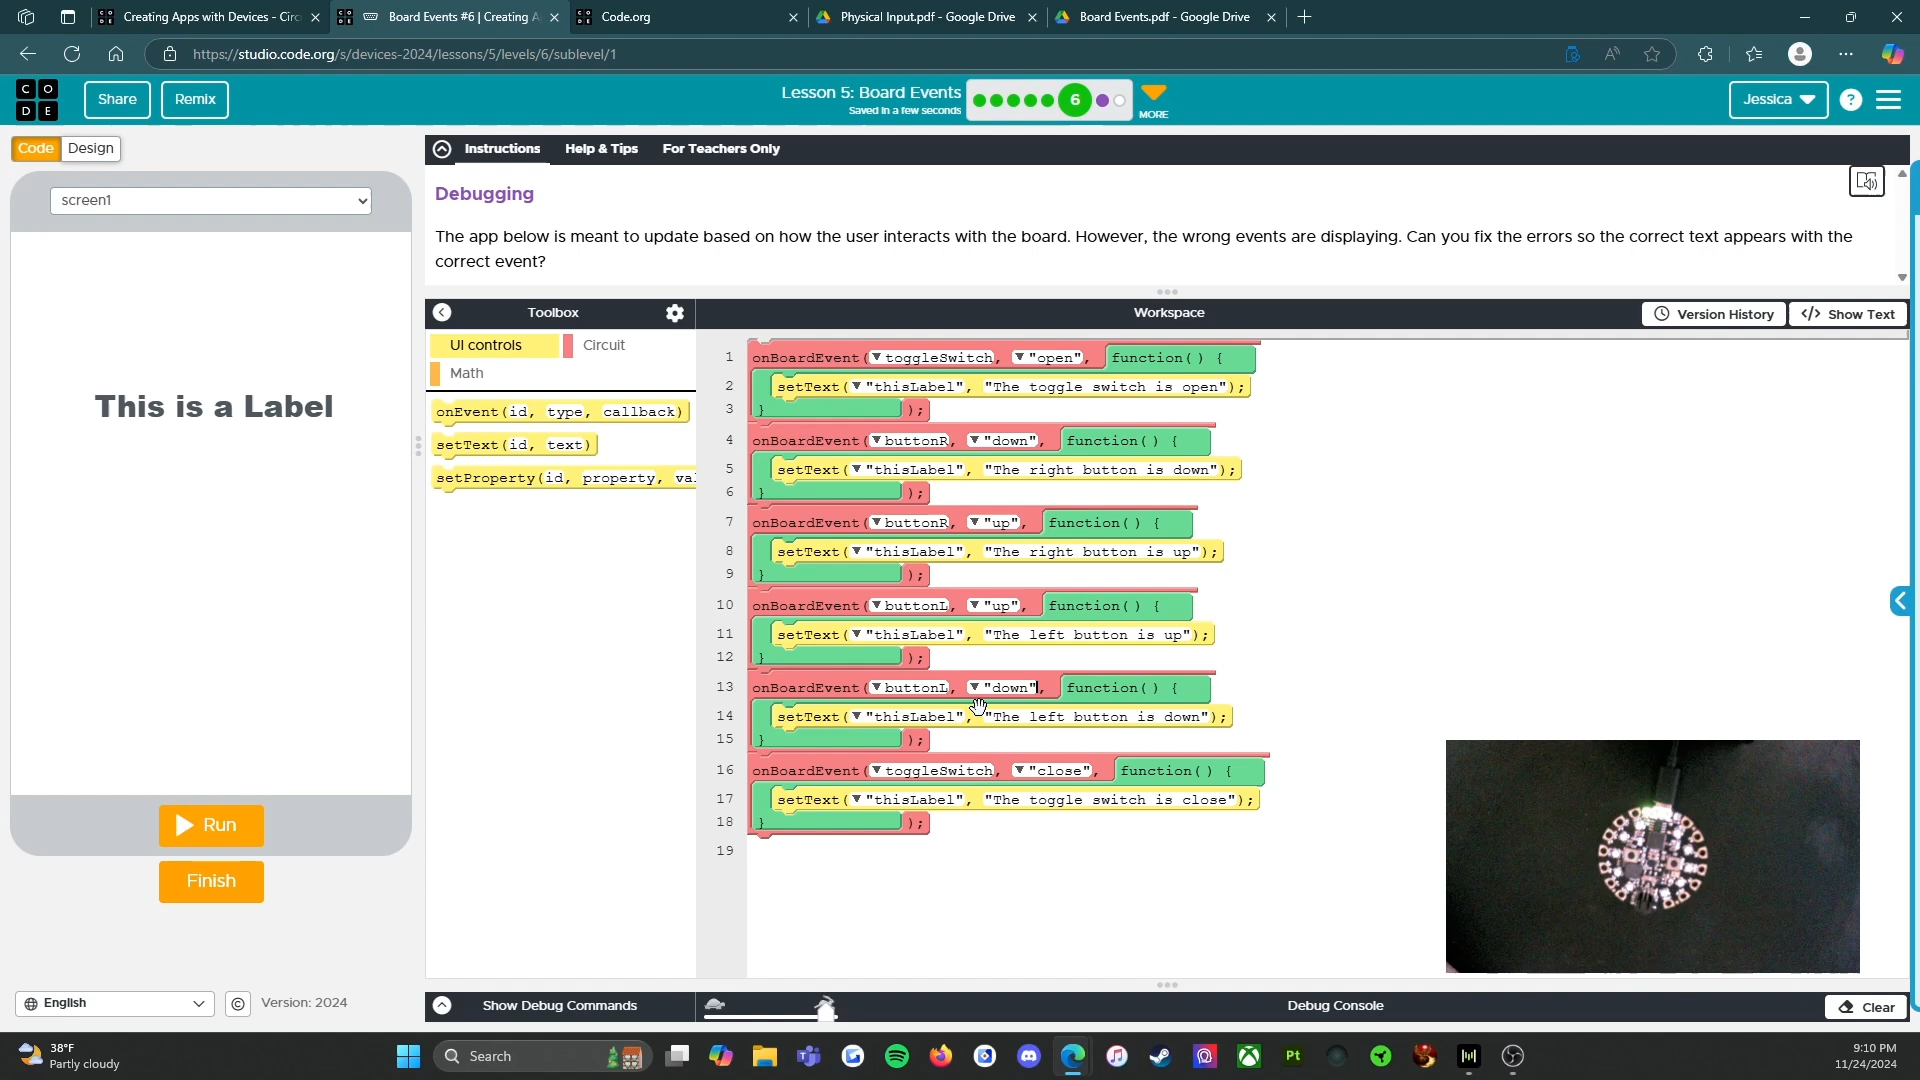 Creating Apps with Devices - Circ
Board Events #6 | Creating A
Code.org
Physical Input.pdf - Google Drive
Board Events.pdf - Google Drive
https://studio.code.org/s/devices-2024/lessons/5/levels/6/sublevel/1
C O
D E
Share
Remix
Lesson 5: Board Events
Saved in a few seconds
6
MORE
Jessica
?
Code
Design
Instructions
Help & Tips
For Teachers Only
screen1
Debugging
The app below is meant to update based on how the user interacts with the board. However, the wrong events are displaying. Can you fix the errors so the correct text appears with the
correct event?
Toolbox
Workspace
Version History
</> Show Text
UI controls
Circuit
Math
onEvent(id, type, callback)
setText(id, text)
setProperty(id, property, val
This is a Label
1 onBoardEvent(▼toggleSwitch, ▼"open", function() {
2 setText(▼"thisLabel", "The toggle switch is open");
3 } );
4 onBoardEvent(▼buttonR, ▼"down", function() {
5 setText(▼"thisLabel", "The right button is down");
6 } );
7 onBoardEvent(▼buttonR, ▼"up", function() {
8 setText(▼"thisLabel", "The right button is up");
9 } );
10 onBoardEvent(▼buttonL, ▼"up", function() {
11 setText(▼"thisLabel", "The left button is up");
12 } );
13 onBoardEvent(▼buttonL, ▼"down", function() {
14 setText(▼"thisLabel", "The left button is down");
15 } );
16 onBoardEvent(▼toggleSwitch, ▼"close", function() {
17 setText(▼"thisLabel", "The toggle switch is close");
18 } );
19
Run
Finish
English
©
Version: 2024
Show Debug Commands
Debug Console
Clear
38°F
Partly cloudy
Search
Pt
9:10 PM
11/24/2024